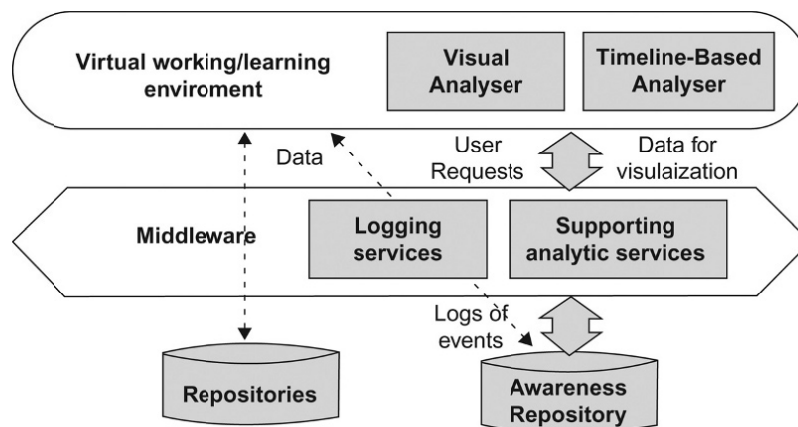 Virtual working/learning
enviroment
Visual
Analyser
Timeline-Based
Analyser
Data
User
Requests
Data for
visulaization
Middleware
Logging
services
Supporting
analytic services
Logs of
events
Repositories
Awareness
Repository